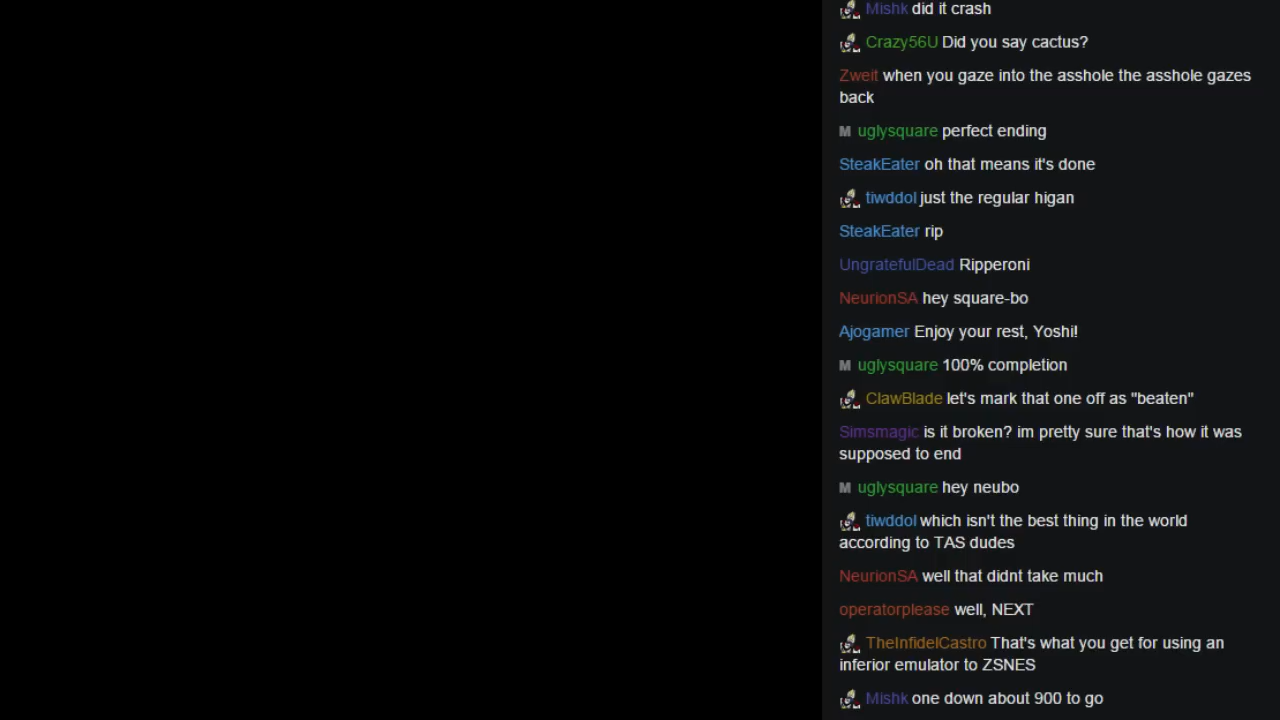 Mishk did it crash
Crazy56U Did you say cactus?
Zweit when you gaze into the asshole the asshole gazes
back
M uglysquare perfect ending
SteakEater oh that means it's done
tiwddol just the regular higan
SteakEater rip
UngratefulDead Ripperoni
NeurionSA hey square-bo
Ajogamer Enjoy your rest, Yoshi!
M uglysquare 100% completion
ClawBlade let's mark that one off as "beaten"
Simsmagic is it broken? im pretty sure that's how it was
supposed to end
M uglysquare hey neubo
tiwddol which isn't the best thing in the world
according to TAS dudes
NeurionSA well that didnt take much
operatorplease well, NEXT
TheInfidelCastro That's what you get for using an
inferior emulator to ZSNES
Mishk one down about 900 to go